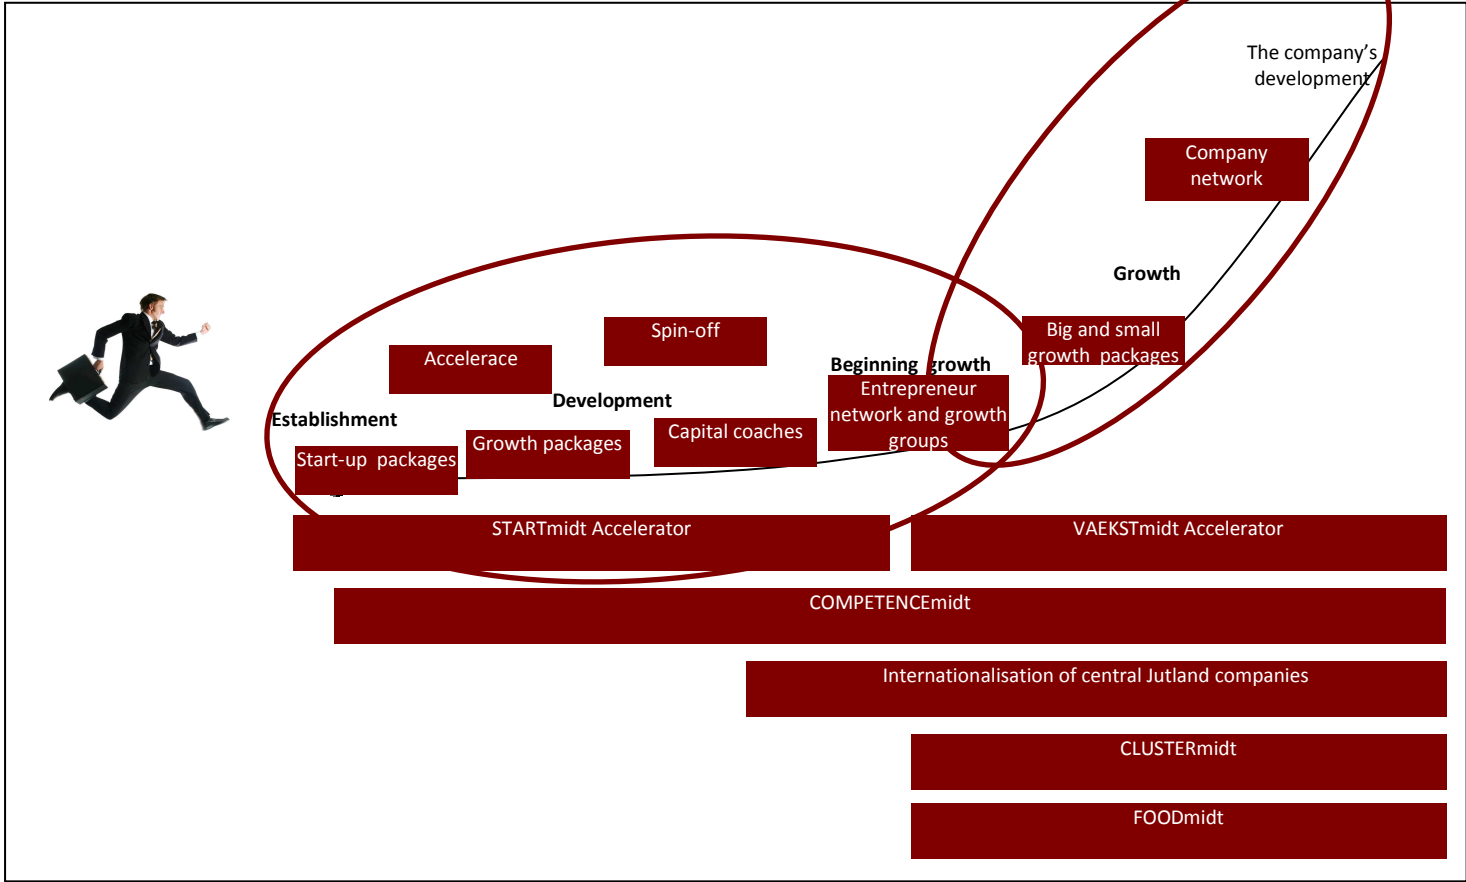 The company's
development
Company
network
Growth
Big and small
growth packages
Spin-off
Accelerace
Beginning growth
Entrepreneur
network and growth
groups
Development
Establishment
Capital coaches
Growth packages
Start-up packages
STARTmidt Accelerator
VAEKSTmidt Accelerator
COMPETENCEmidt
Internationalisation of central Jutland companies
CLUSTERmidt
FOODmidt